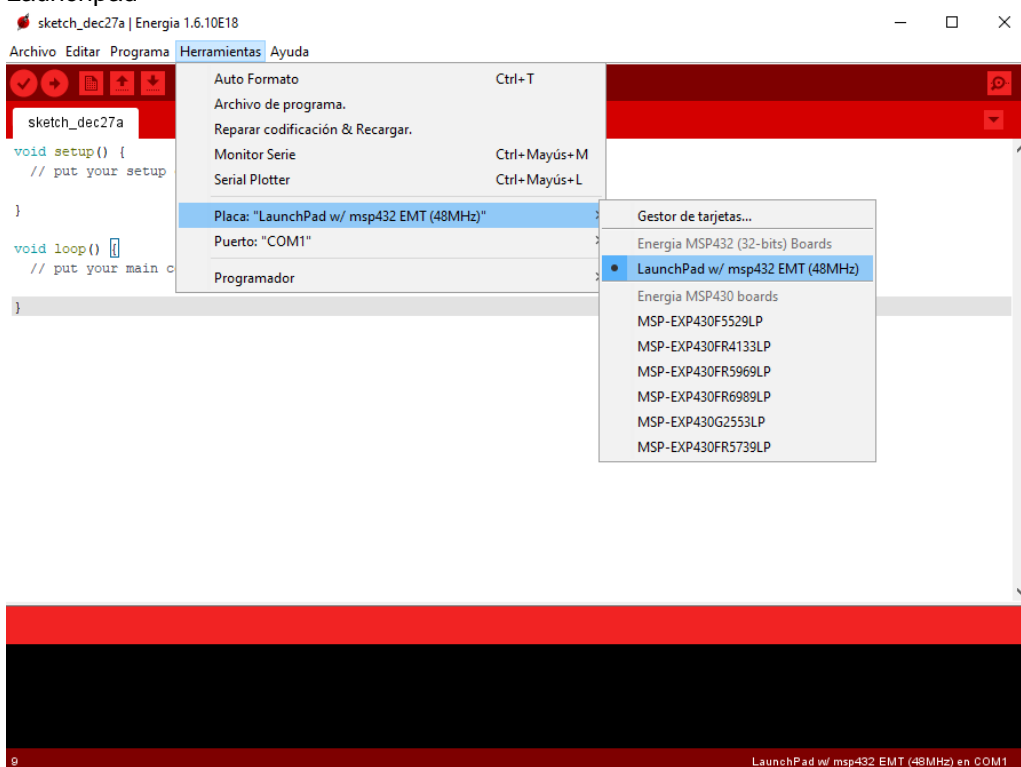 Launchpad
sketch_dec27a | Energia 1.6.10E18
Archivo Editar Programa Herramientas Ayuda
sketch_dec27a
Auto Formato Ctrl+T
Archivo de programa.
Reparar codificación & Recargar.
Monitor Serie Ctrl+Mayús+M
Serial Plotter Ctrl+Mayús+L
Placa: "LaunchPad w/ msp432 EMT (48MHz)"
Puerto: "COM1"
Programador
Gestor de tarjetas...
Energia MSP432 (32-bits) Boards
LaunchPad w/ msp432 EMT (48MHz)
Energia MSP430 boards
MSP-EXP430F5529LP
MSP-EXP430FR4133LP
MSP-EXP430FR5969LP
MSP-EXP430FR6989LP
MSP-EXP430G2553LP
MSP-EXP430FR5739LP
void setup() {
// put your setup
}
void loop() {
// put your main c
}
9
LaunchPad w/ msp432 EMT (48MHz) en COM1